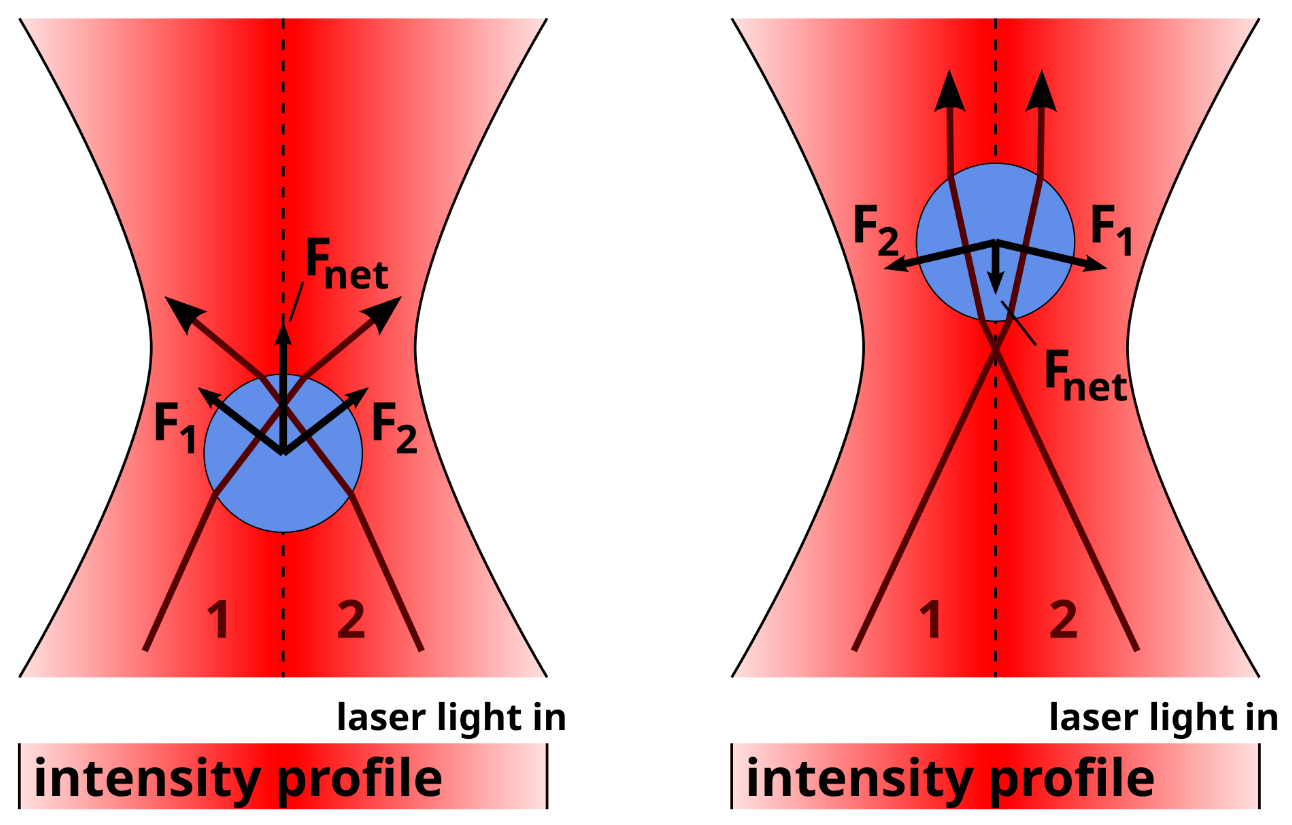 Fnet
F1
F2
1
2
laser light in
intensity profile
F2
F1
Fnet
1
2
laser light in
intensity profile